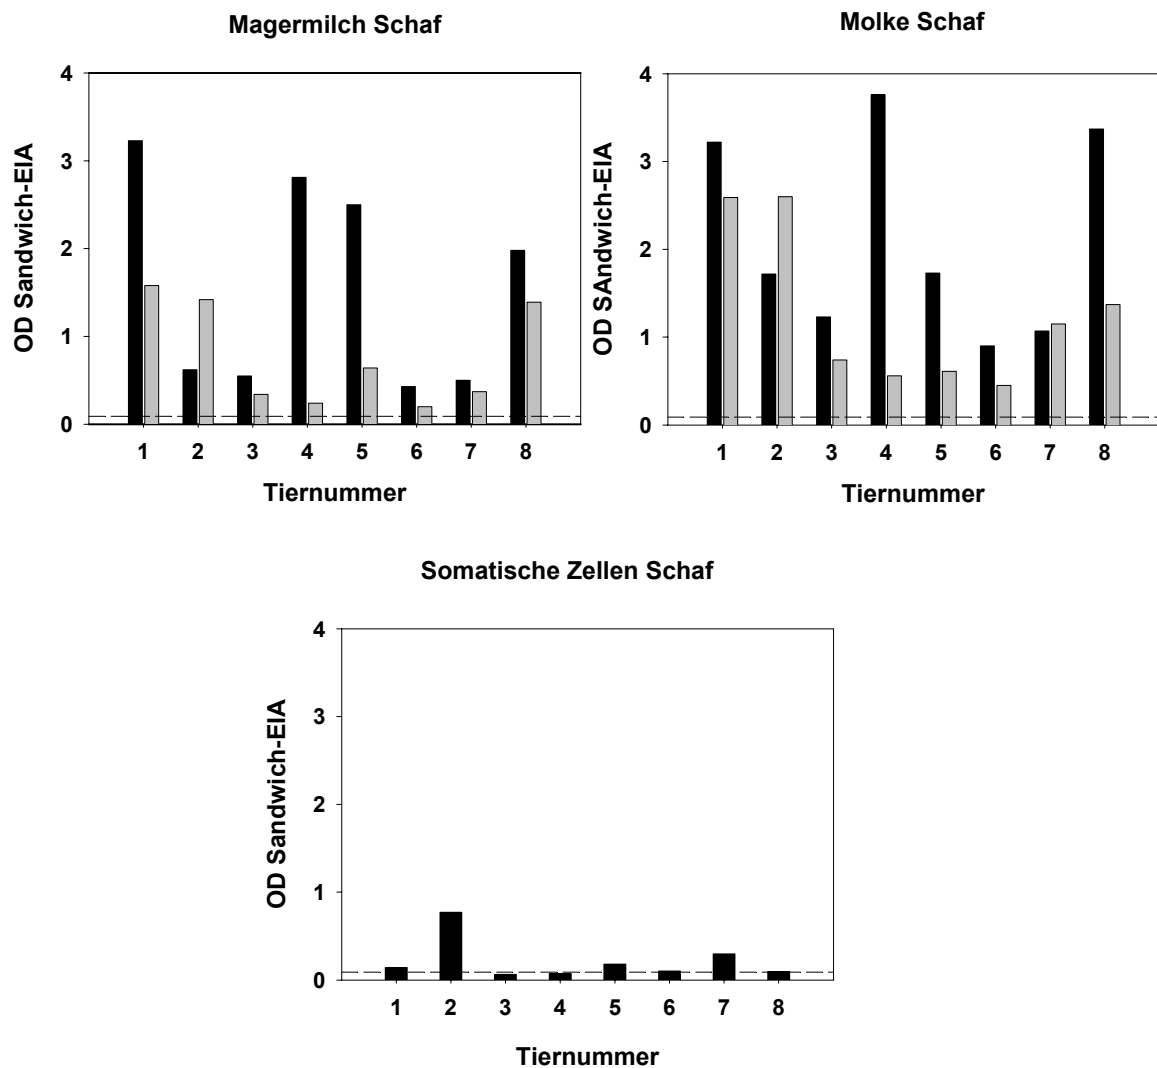 Magermilch Schaf
OD Sandwich-EIA
4
3
2
1
0
1 2 3 4 5 6 7 8
Tiernummer
Molke Schaf
OD SAndwich-EIA
4
3
2
1
0
1 2 3 4 5 6 7 8
Tiernummer
Somatische Zellen Schaf
OD Sandwich-EIA
4
3
2
1
0
1 2 3 4 5 6 7 8
Tiernummer